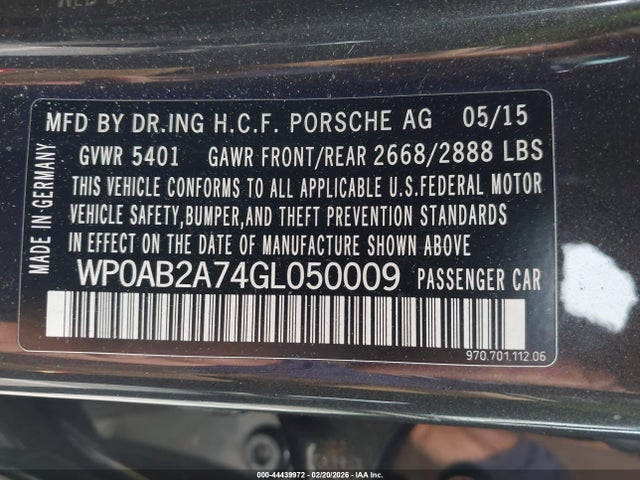 MFD BY DR.ING H.C.F. PORSCHE AG 05/15
GVWR 5401 GAWR FRONT/REAR 2668/2888 LBS
THIS VEHICLE CONFORMS TO ALL APPLICABLE U.S.FEDERAL MOTOR
VEHICLE SAFETY,BUMPER,AND THEFT PREVENTION STANDARDS
IN EFFECT ON THE DATE OF MANUFACTURE SHOWN ABOVE
WP0AB2A74GL050009 PASSENGER CAR
MADE IN GERMANY
970.701.112.06
000-44439972 - 02/20/2026 - IAA Inc.